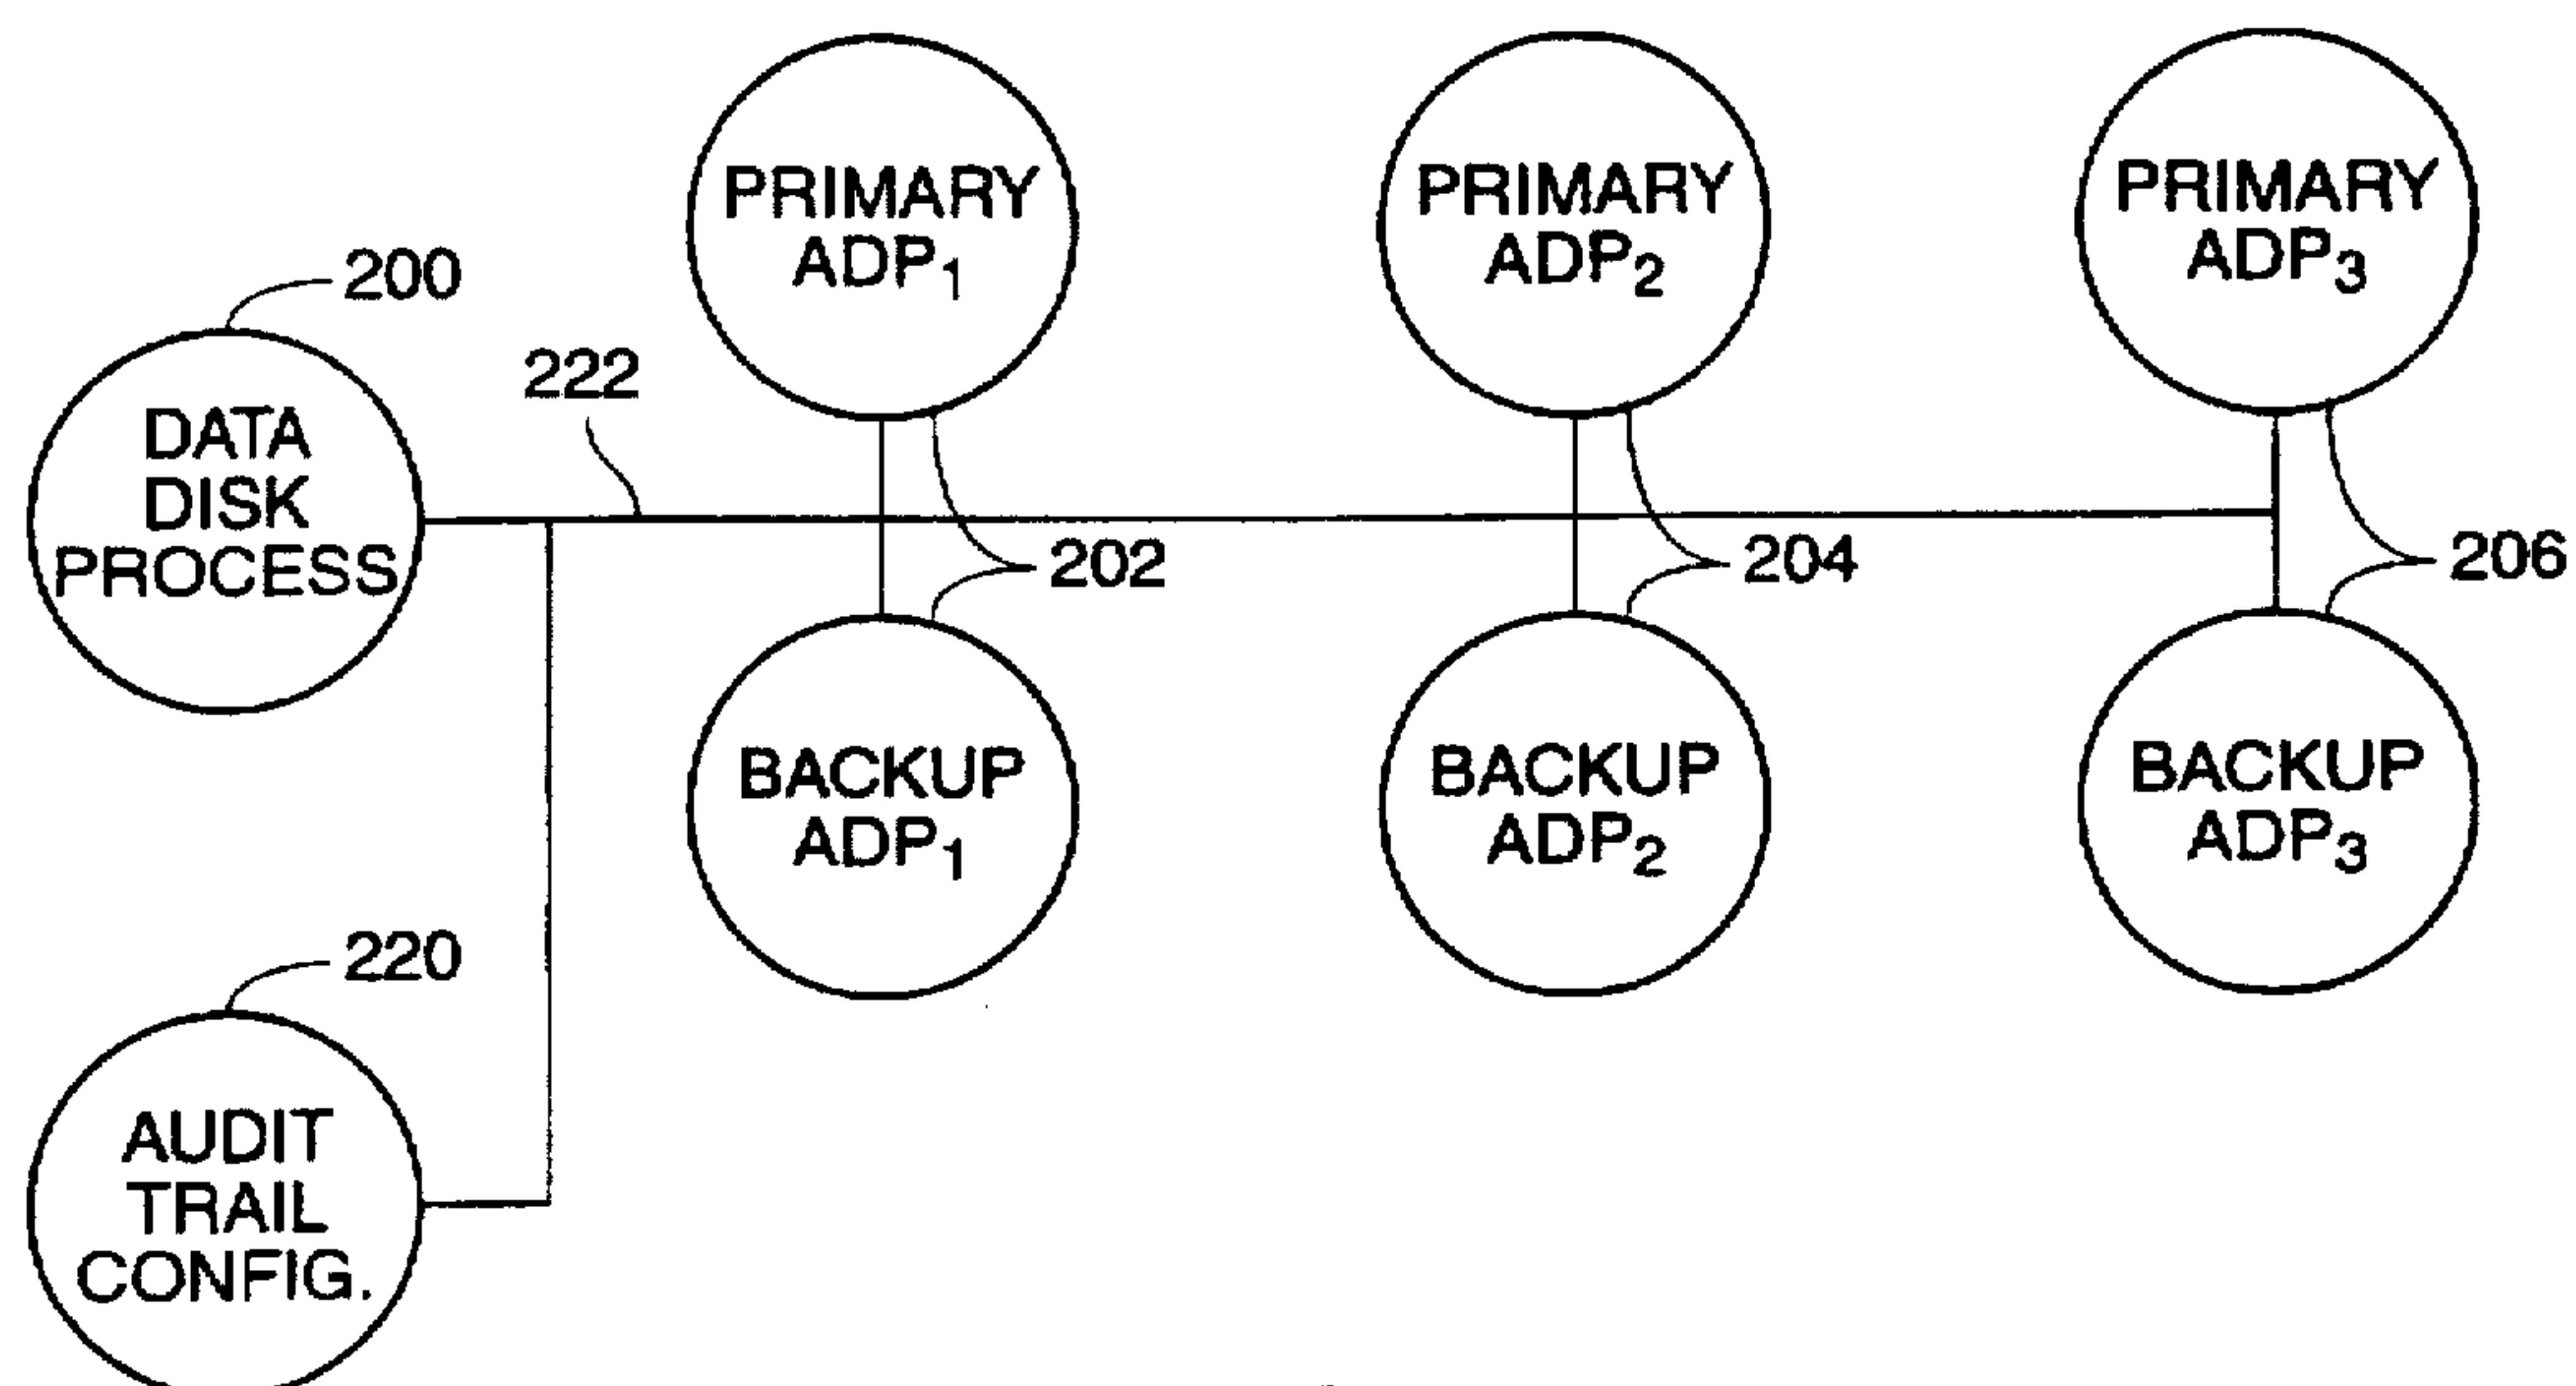 PRIMARY
ADP₁
PRIMARY
ADP₂
PRIMARY
ADP₃
200
DATA
DISK
PROCESS
222
202
204
206
BACKUP
ADP₁
BACKUP
ADP₂
BACKUP
ADP₃
220
AUDIT
TRAIL
CONFIG.